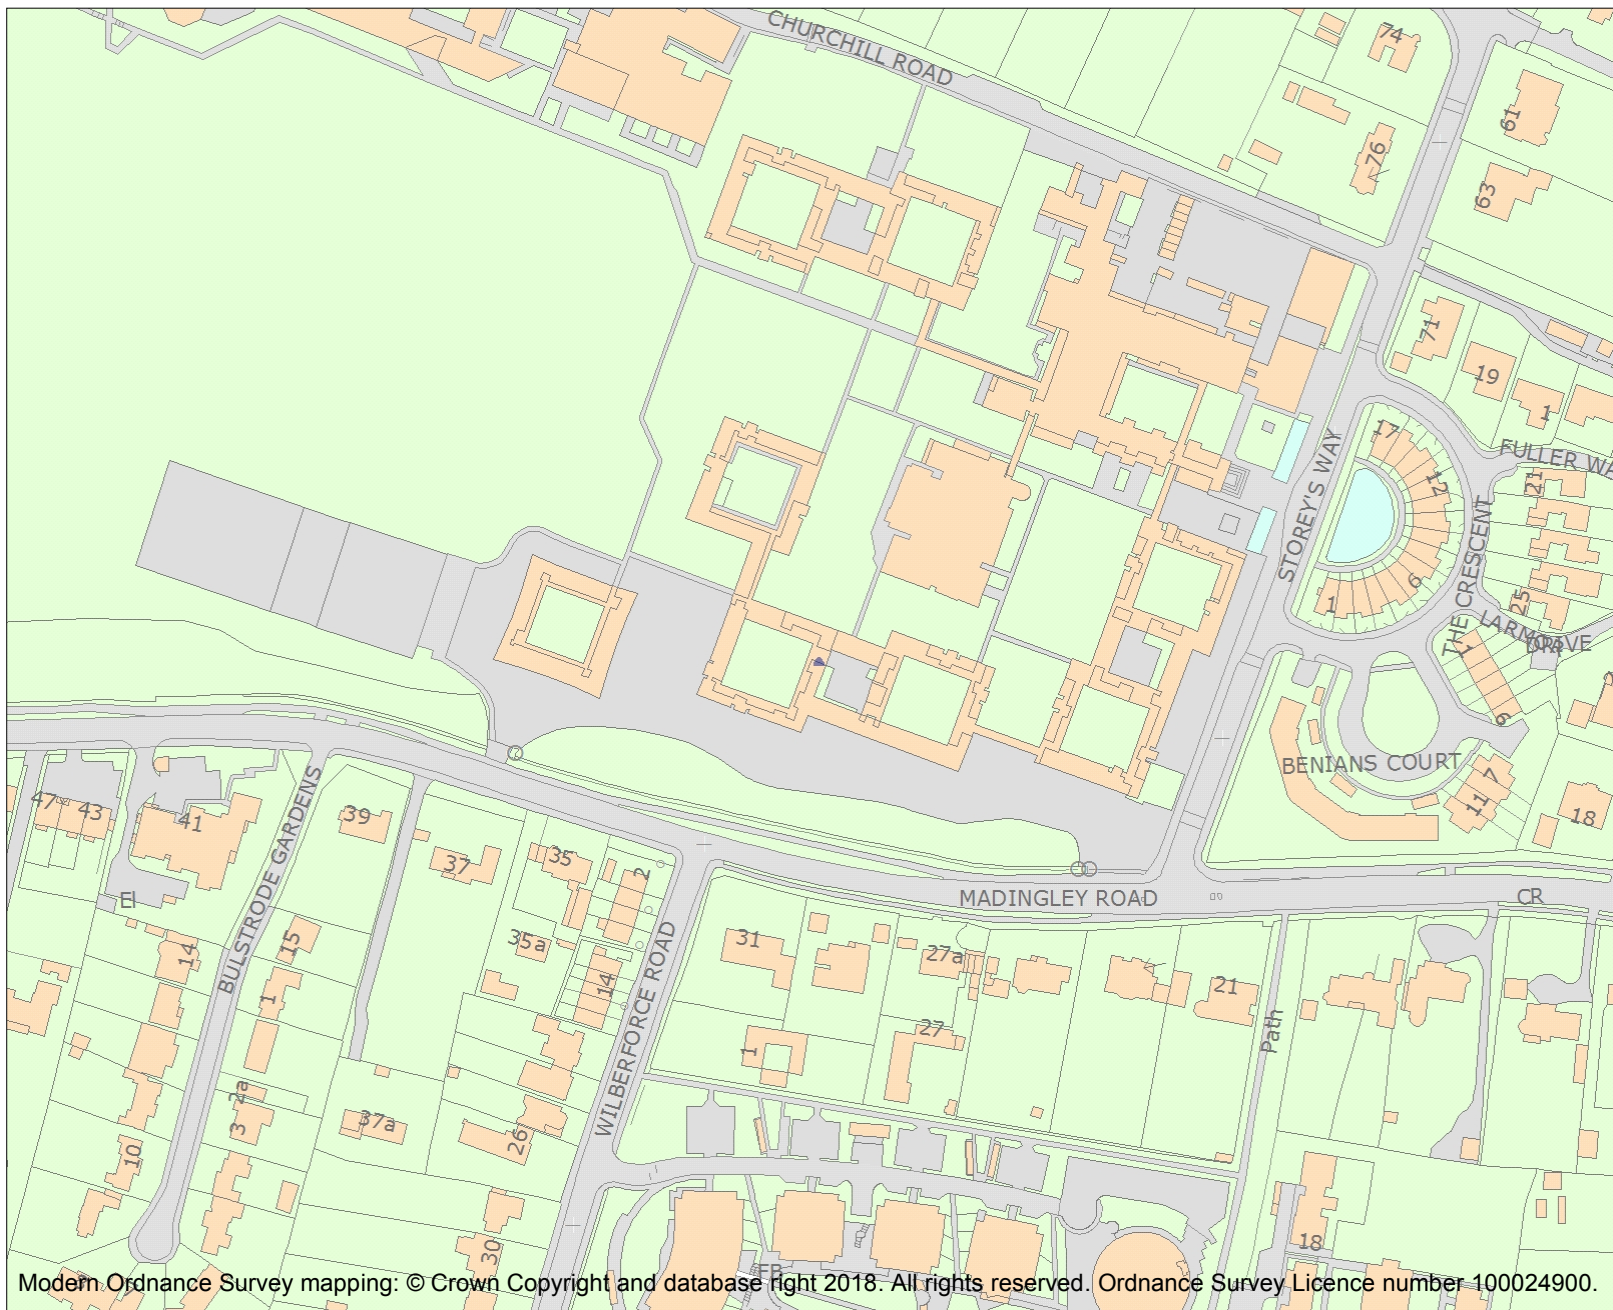 CHURCHILL ROAD
74
61
76
63
71
19
1
17
12
FULLER WA
21
STOREY'S WAY
THE CRESCENT
6
1
25
LARMOR
DRIVE
1
6
BENIANS COURT
7
11
18
47
43
41
39
37
35
2
BULSTRODE GARDENS
El
15
14
35a
14
WILBERFORCE ROAD
MADINGLEY ROAD
CR
31
27a
21
1
27
1
Path
2a
3
37a
26
10
30
18
FB
Modern Ordnance Survey mapping: © Crown Copyright and database right 2018. All rights reserved. Ordnance Survey Licence number 100024900.